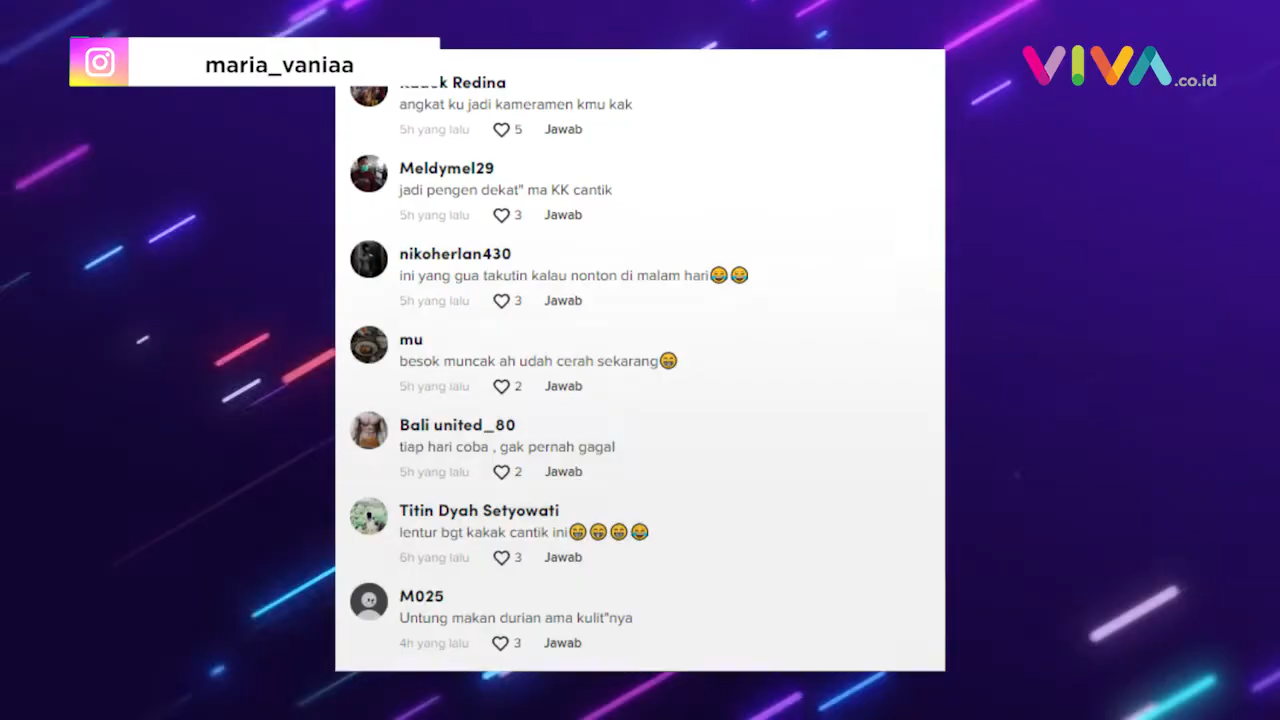 maria_vaniaa
VIVA.co.id
Redina
angkat ku jadi kameramen kmu kak
5h yang lalu 5 Jawab
Meldymel29
jadi pengen dekat" ma KK cantik
5h yang lalu 3 Jawab
nikoherlan430
ini yang gua takutin kalau nonton di malam hari😂😂
5h yang lalu 3 Jawab
mu
besok muncak ah udah cerah sekarang😁
5h yang lalu 2 Jawab
Bali united_80
tiap hari coba , gak pernah gagal
5h yang lalu 2 Jawab
Titin Dyah Setyowati
lentur bgt kakak cantik ini😁😁😁😂
6h yang lalu 3 Jawab
M025
Untung makan durian ama kulit"nya
4h yang lalu 3 Jawab